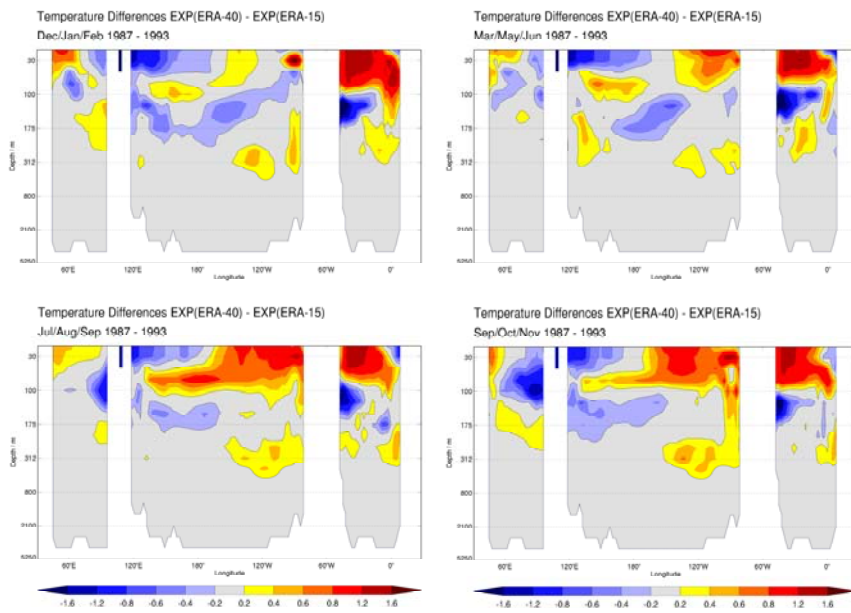 Temperature Differences EXP(ERA-40) - EXP(ERA-15)
Dec/Jan/Feb 1987 - 1993
30
100
175
312
800
2100
5250
Depth / m
60°E
120°E
180°
120°W
60°W
0°
Longitude
Temperature Differences EXP(ERA-40) - EXP(ERA-15)
Mar/May/Jun 1987 - 1993
30
100
175
312
800
2100
5250
Depth / m
60°E
120°E
180°
120°W
60°W
0°
Longitude
Temperature Differences EXP(ERA-40) - EXP(ERA-15)
Jul/Aug/Sep 1987 - 1993
30
100
175
312
800
2100
5250
Depth / m
60°E
120°E
180°
120°W
60°W
0°
Longitude
-1.6 -1.2 -0.8 -0.6 -0.4 -0.2 0.2 0.4 0.6 0.8 1.2 1.6
Temperature Differences EXP(ERA-40) - EXP(ERA-15)
Sep/Oct/Nov 1987 - 1993
30
100
175
312
800
2100
5250
Depth / m
60°E
120°E
180°
120°W
60°W
0°
Longitude
-1.6 -1.2 -0.8 -0.6 -0.4 -0.2 0.2 0.4 0.6 0.8 1.2 1.6